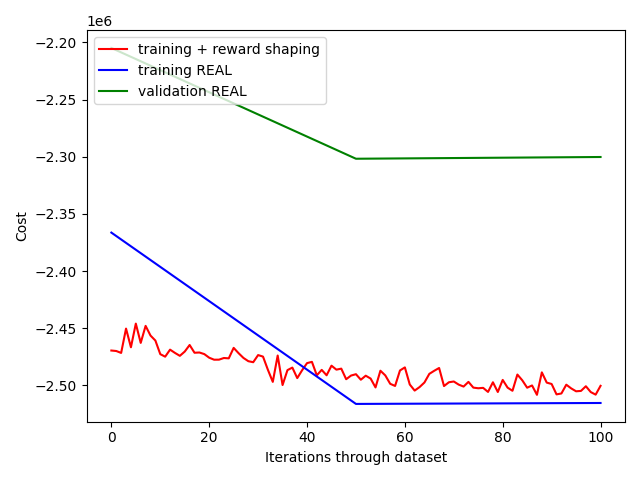 1e6
−2.20
−2.25
−2.30
−2.35
−2.40
−2.45
−2.50
Cost
training + reward shaping
training REAL
validation REAL
0 20 40 60 80 100
Iterations through dataset